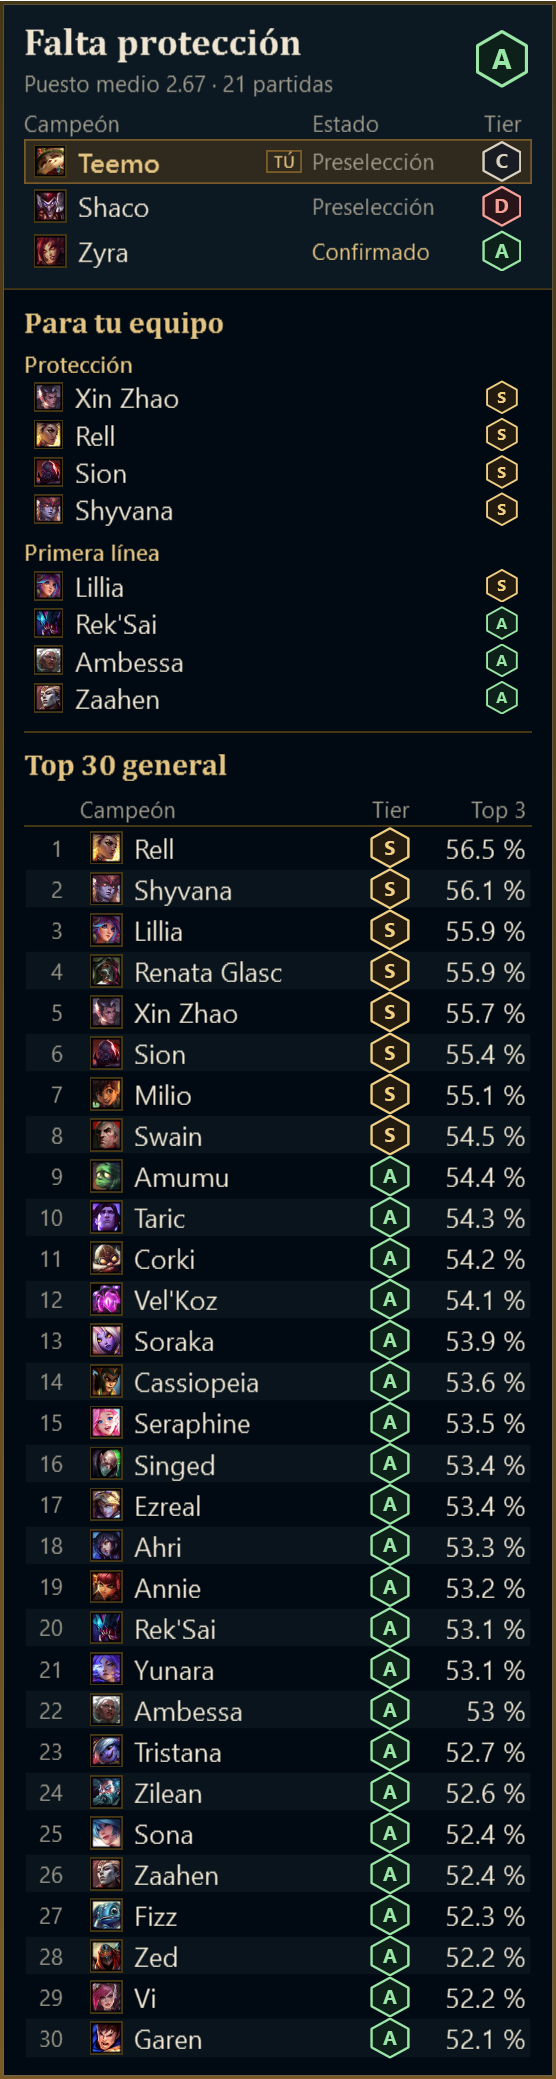 Falta protección
A
Puesto medio 2.67 · 21 partidas
Campeón Estado Tier
Teemo TÚ Preselección C
Shaco Preselección D
Zyra Confirmado A
Para tu equipo
Protección
Xin Zhao S
Rell S
Sion S
Shyvana S
Primera línea
Lillia S
Rek'Sai A
Ambessa A
Zaahen A
Top 30 general
Campeón Tier Top 3
1 Rell S 56.5 %
2 Shyvana S 56.1 %
3 Lillia S 55.9 %
4 Renata Glasc S 55.9 %
5 Xin Zhao S 55.7 %
6 Sion S 55.4 %
7 Milio S 55.1 %
8 Swain S 54.5 %
9 Amumu A 54.4 %
10 Taric A 54.3 %
11 Corki A 54.2 %
12 Vel'Koz A 54.1 %
13 Soraka A 53.9 %
14 Cassiopeia A 53.6 %
15 Seraphine A 53.5 %
16 Singed A 53.4 %
17 Ezreal A 53.4 %
18 Ahri A 53.3 %
19 Annie A 53.2 %
20 Rek'Sai A 53.1 %
21 Yunara A 53.1 %
22 Ambessa A 53 %
23 Tristana A 52.7 %
24 Zilean A 52.6 %
25 Sona A 52.4 %
26 Zaahen A 52.4 %
27 Fizz A 52.3 %
28 Zed A 52.2 %
29 Vi A 52.2 %
30 Garen A 52.1 %